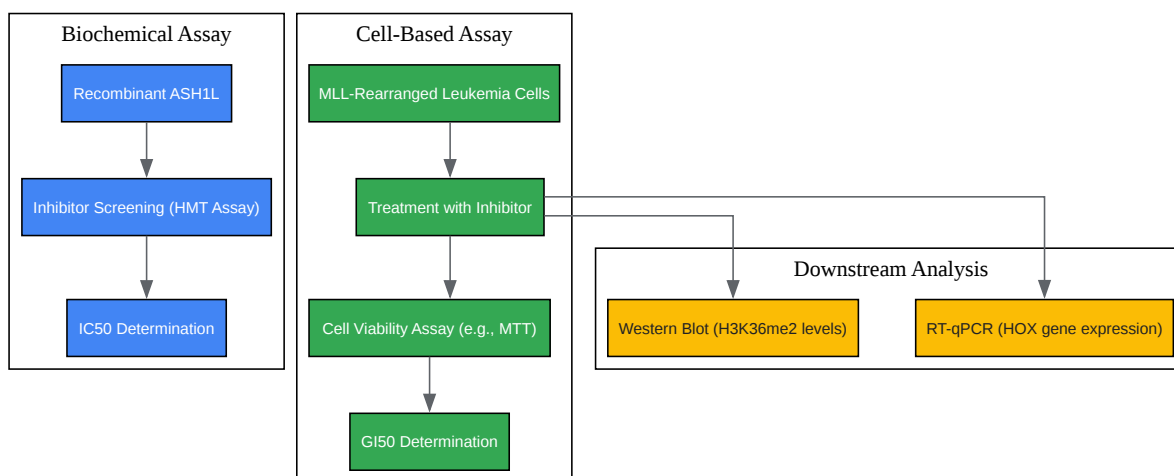 Biochemical Assay
Recombinant ASH1L
Inhibitor Screening (HMT Assay)
IC50 Determination
Cell-Based Assay
MLL-Rearranged Leukemia Cells
Treatment with Inhibitor
Cell Viability Assay (e.g., MTT)
GI50 Determination
Downstream Analysis
Western Blot (H3K36me2 levels)
RT-qPCR (HOX gene expression)